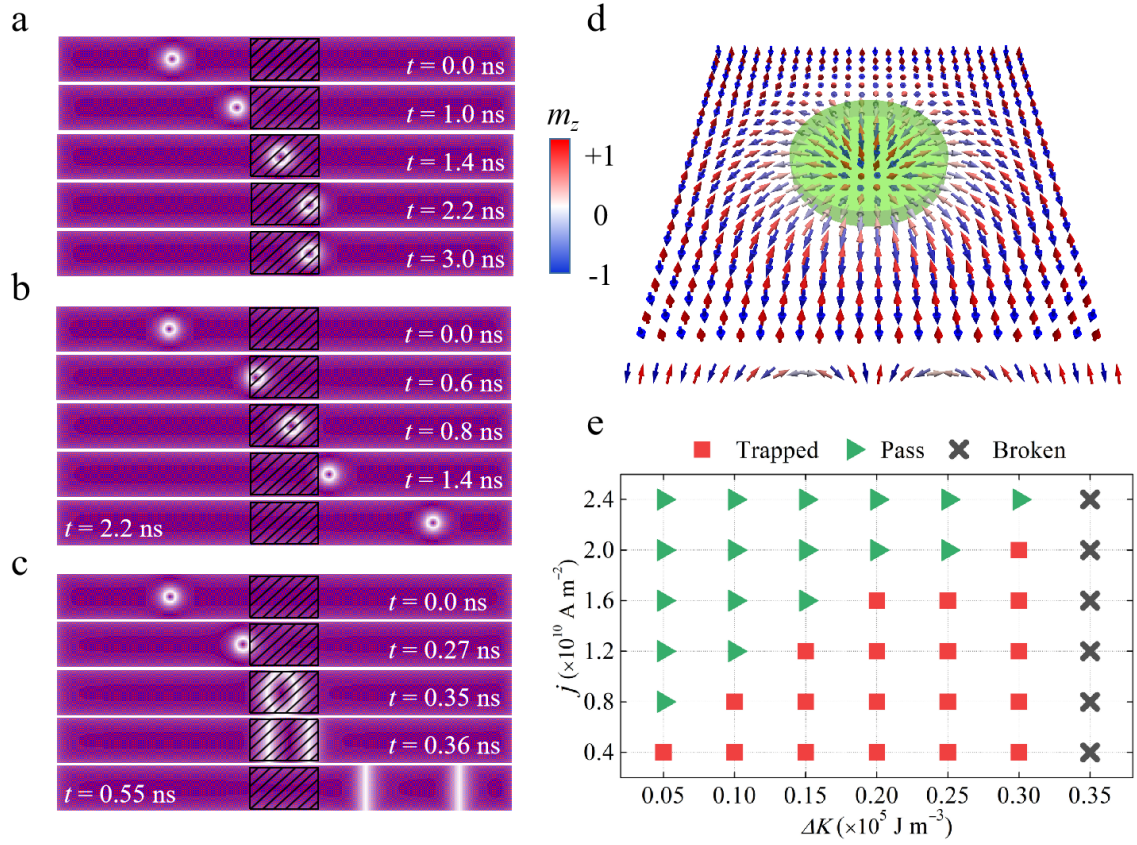 a
t = 0.0 ns
t = 1.0 ns
t = 1.4 ns
t = 2.2 ns
t = 3.0 ns
m_z
+1
0
-1
b
t = 0.0 ns
t = 0.6 ns
t = 0.8 ns
t = 1.4 ns
t = 2.2 ns
c
t = 0.0 ns
t = 0.27 ns
t = 0.35 ns
t = 0.36 ns
t = 0.55 ns
d
e
Trapped Pass Broken
j (×10¹⁰ A m⁻²)
2.4
2.0
1.6
1.2
0.8
0.4
0.05 0.10 0.15 0.20 0.25 0.30 0.35
ΔK (×10⁵ J m⁻³)